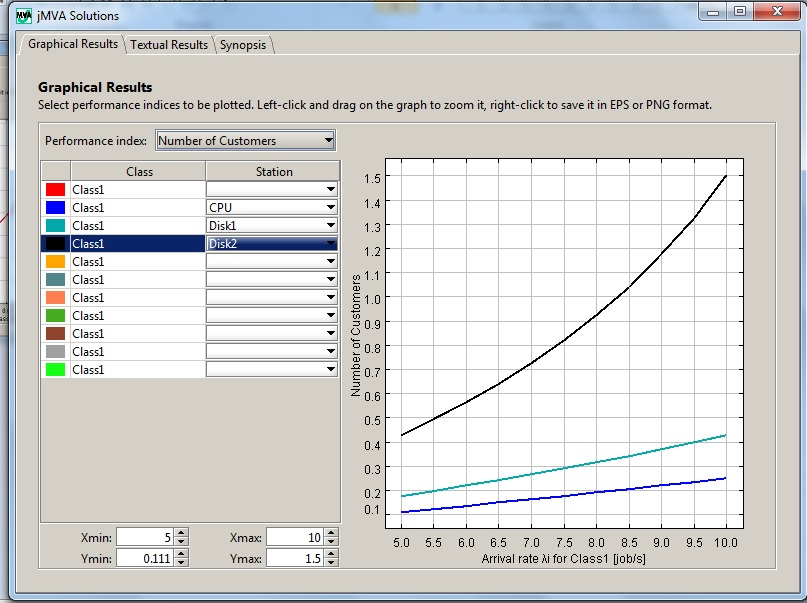 jMVA Solutions
Graphical Results Textual Results Synopsis
Graphical Results
Select performance indices to be plotted. Left-click and drag on the graph to zoom it, right-click to save it in EPS or PNG format.
Performance index: Number of Customers
Class Station
Class1
Class1 CPU
Class1 Disk1
Class1 Disk2
Class1
Class1
Class1
Class1
Class1
Class1
Class1
Xmin: 5 Xmax: 10
Ymin: 0.111 Ymax: 1.5
Number of Customers
1.5
1.4
1.3
1.2
1.1
1.0
0.9
0.8
0.7
0.6
0.5
0.4
0.3
0.2
0.1
5.0 5.5 6.0 6.5 7.0 7.5 8.0 8.5 9.0 9.5 10.0
Arrival rate λi for Class1 [job/s]